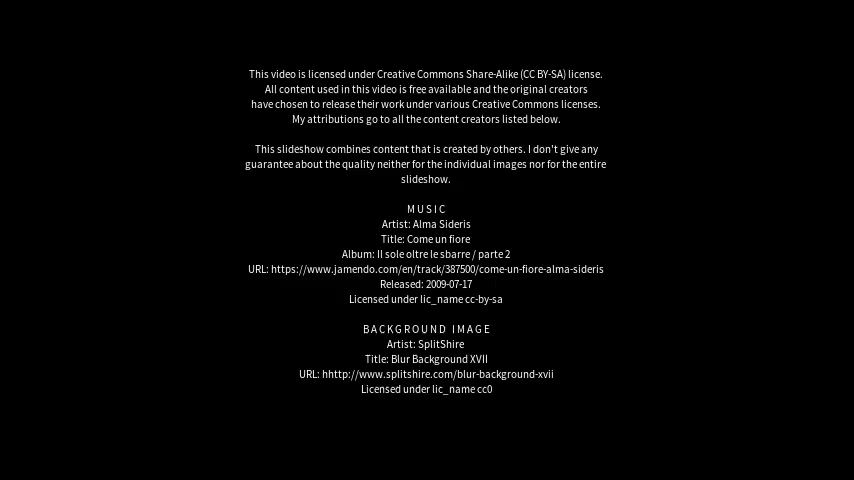 This video is licensed under Creative Commons Share-Alike (CC BY-SA) license.
All content used in this video is free available and the original creators
have chosen to release their work under various Creative Commons licenses.
My attributions go to all the content creators listed below.
This slideshow combines content that is created by others. I don't give any
guarantee about the quality neither for the individual images nor for the entire
slideshow.
MUSIC
Artist: Alma Sideris
Title: Come un fiore
Album: Il sole oltre le sbarre / parte 2
URL: https://www.jamendo.com/en/track/387500/come-un-fiore-alma-sideris
Released: 2009-07-17
Licensed under lic_name cc-by-sa
BACKGROUND IMAGE
Artist: SplitShire
Title: Blur Background XVII
URL: hhttp://www.splitshire.com/blur-background-xvii
Licensed under lic_name cc0